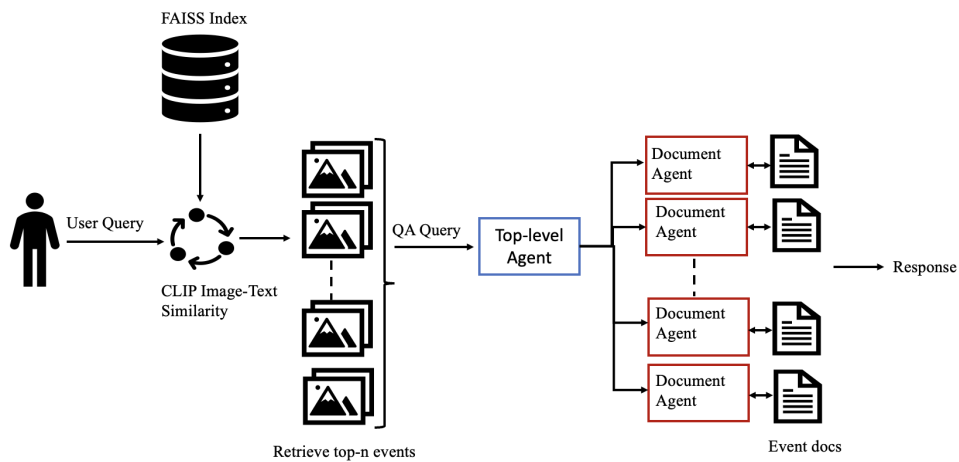 FAISS Index
User Query
CLIP Image-Text
Similarity
Retrieve top-n events
QA Query
Top-level
Agent
Document
Agent
Document
Agent
Document
Agent
Document
Agent
Event docs
Response